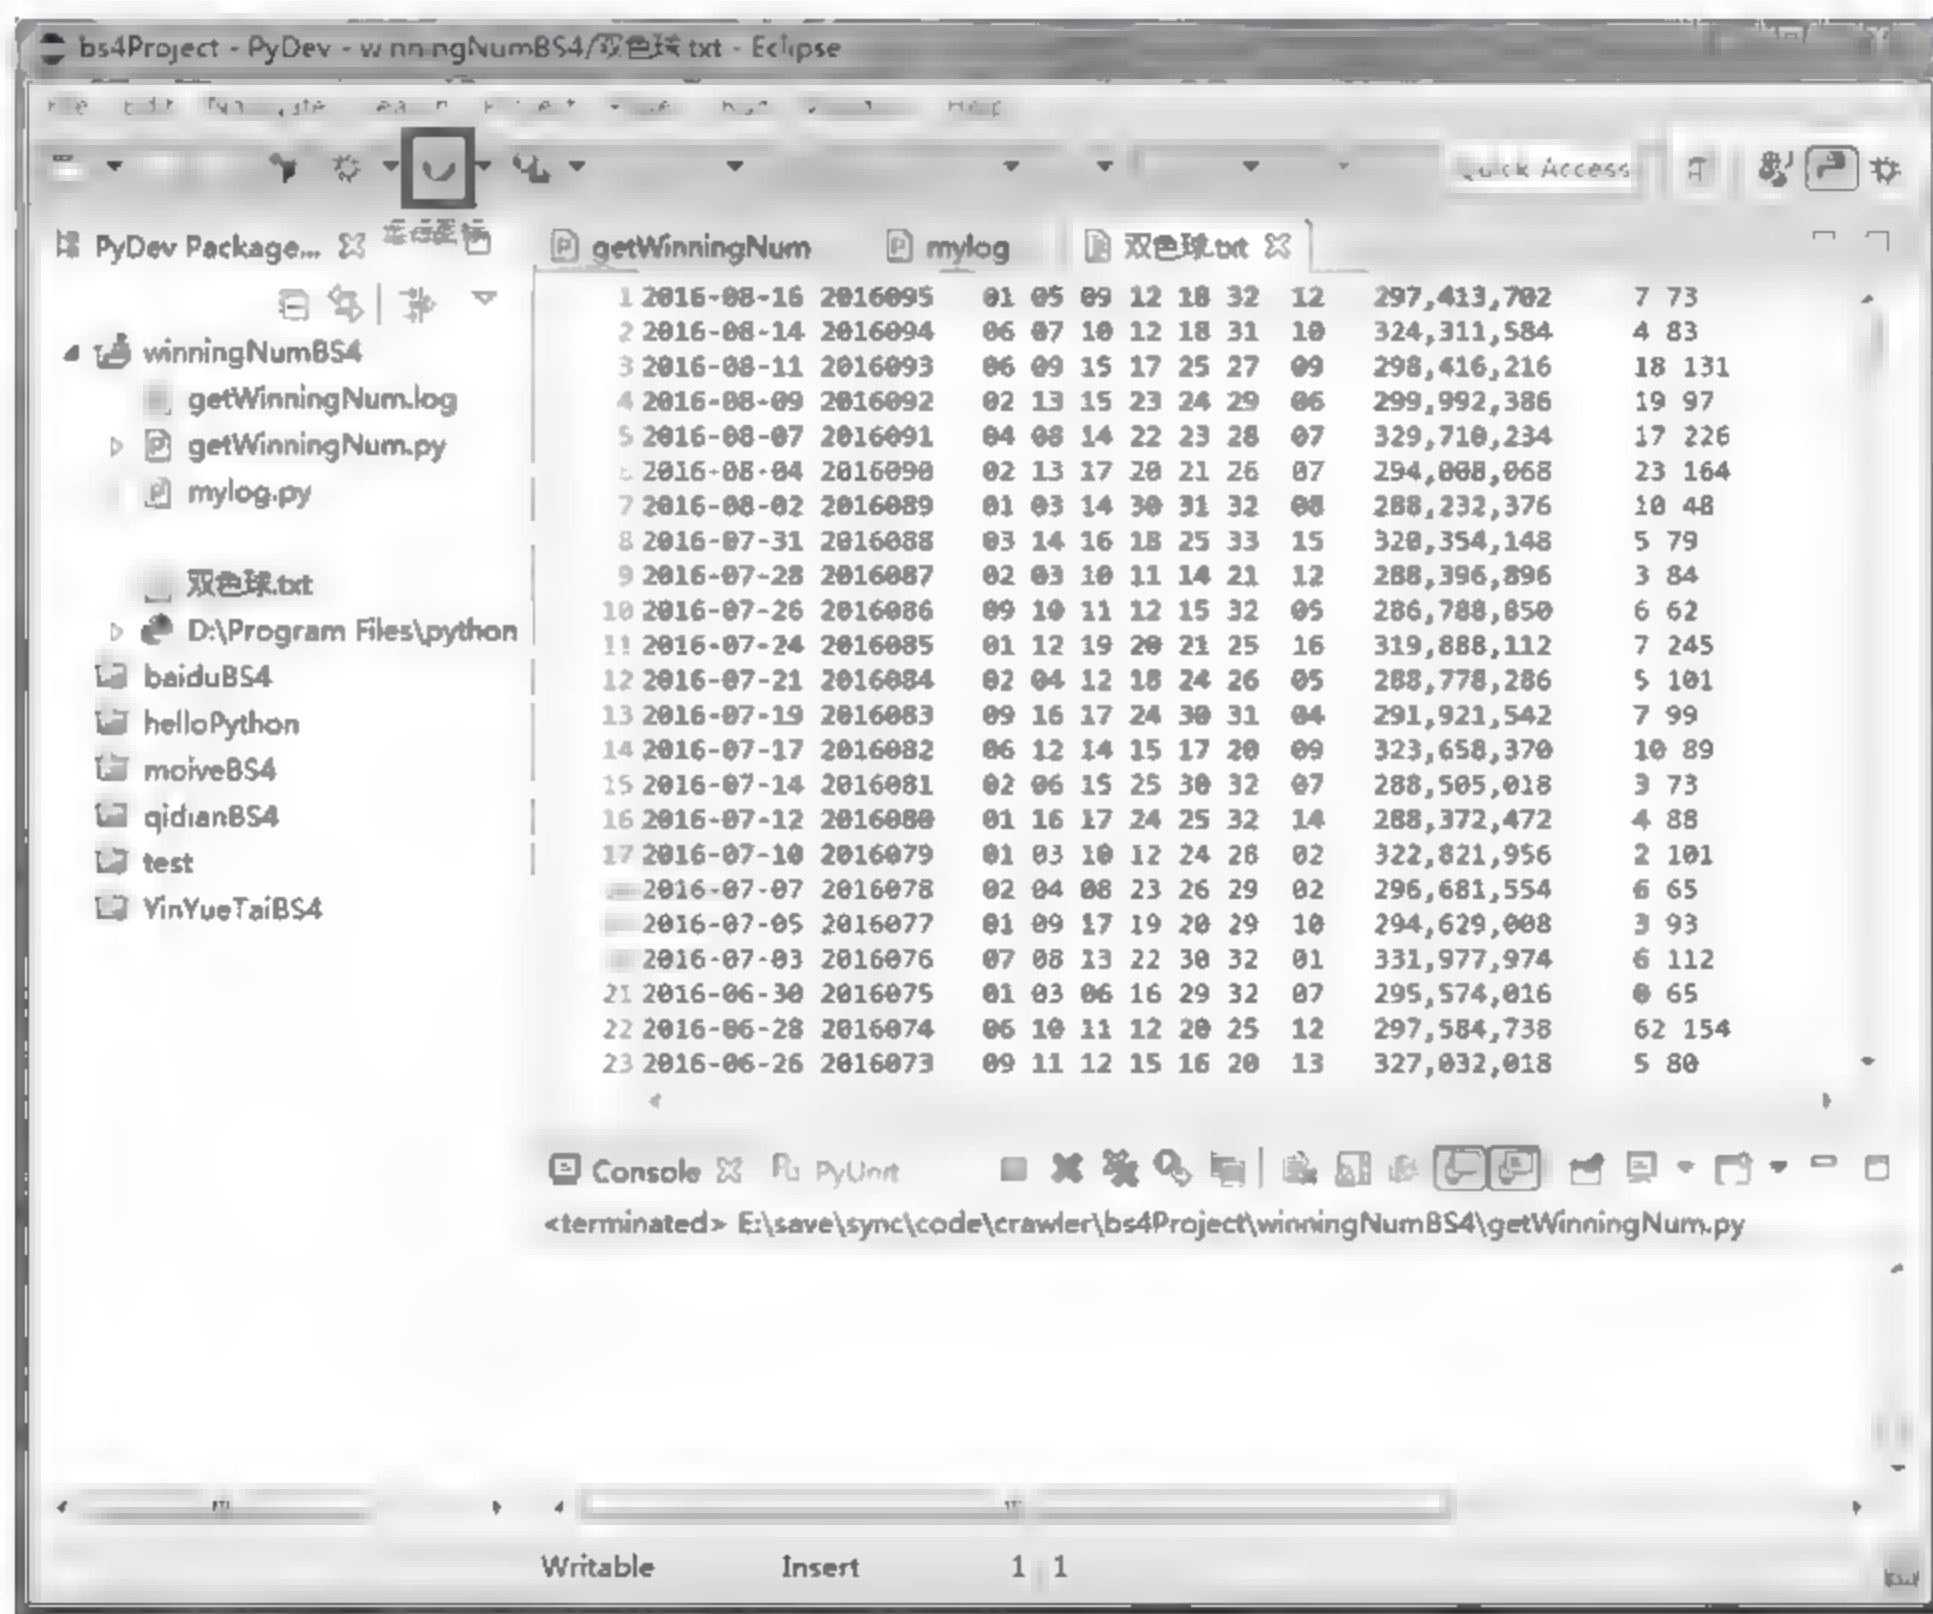 bs4Project - PyDev - winningNumBS4/双色球.txt - Eclipse
File Edit Navigate Search Project Run Help
Quick Access
PyDev Package...
getWinningNum mylog 双色球.txt
winningNumBS4
getWinningNum.log
getWinningNum.py
mylog.py
双色球.txt
D:\Program Files\python
baiduBS4
helloPython
moiveBS4
qidianBS4
test
YinYueTaiBS4
1 2016-08-16 2016095 01 05 09 12 18 32 12 297,413,702 7 73
2 2016-08-14 2016094 06 07 10 12 18 31 10 324,311,584 4 83
3 2016-08-11 2016093 06 09 15 17 25 27 09 298,416,216 18 131
4 2016-08-09 2016092 02 13 15 23 24 29 06 299,992,386 19 97
5 2016-08-07 2016091 04 08 14 22 23 28 07 329,710,234 17 226
2016-08-04 2016090 02 13 17 20 21 26 07 294,008,068 23 164
7 2016-08-02 2016089 01 03 14 30 31 32 08 288,232,376 10 48
8 2016-07-31 2016088 03 14 16 18 25 33 15 320,354,148 5 79
9 2016-07-28 2016087 02 03 10 11 14 21 12 288,396,896 3 84
10 2016-07-26 2016086 09 10 11 12 15 32 05 286,788,850 6 62
11 2016-07-24 2016085 01 12 19 20 21 25 16 319,888,112 7 245
12 2016-07-21 2016084 02 04 12 18 24 26 05 288,778,286 5 101
13 2016-07-19 2016083 09 16 17 24 30 31 04 291,921,542 7 99
14 2016-07-17 2016082 06 12 14 15 17 20 09 323,658,370 10 89
15 2016-07-14 2016081 02 06 15 25 30 32 07 288,505,018 3 73
16 2016-07-12 2016080 01 16 17 24 25 32 14 288,372,472 4 88
17 2016-07-10 2016079 01 03 10 12 24 28 02 322,821,956 2 101
2016-07-07 2016078 02 04 08 23 26 29 02 296,681,554 6 65
2016-07-05 2016077 01 09 17 19 20 29 10 294,629,008 3 93
2016-07-03 2016076 07 08 13 22 30 32 01 331,977,974 6 112
21 2016-06-30 2016075 01 03 06 16 29 32 07 295,574,016 0 65
22 2016-06-28 2016074 06 10 11 12 20 25 12 297,584,738 62 154
23 2016-06-26 2016073 09 11 12 15 16 20 13 327,032,018 5 80
Console PyUnit
<terminated> E:\save\sync\code\crawler\bs4Project\winningNumBS4\getWinningNum.py
Writable Insert 1 1